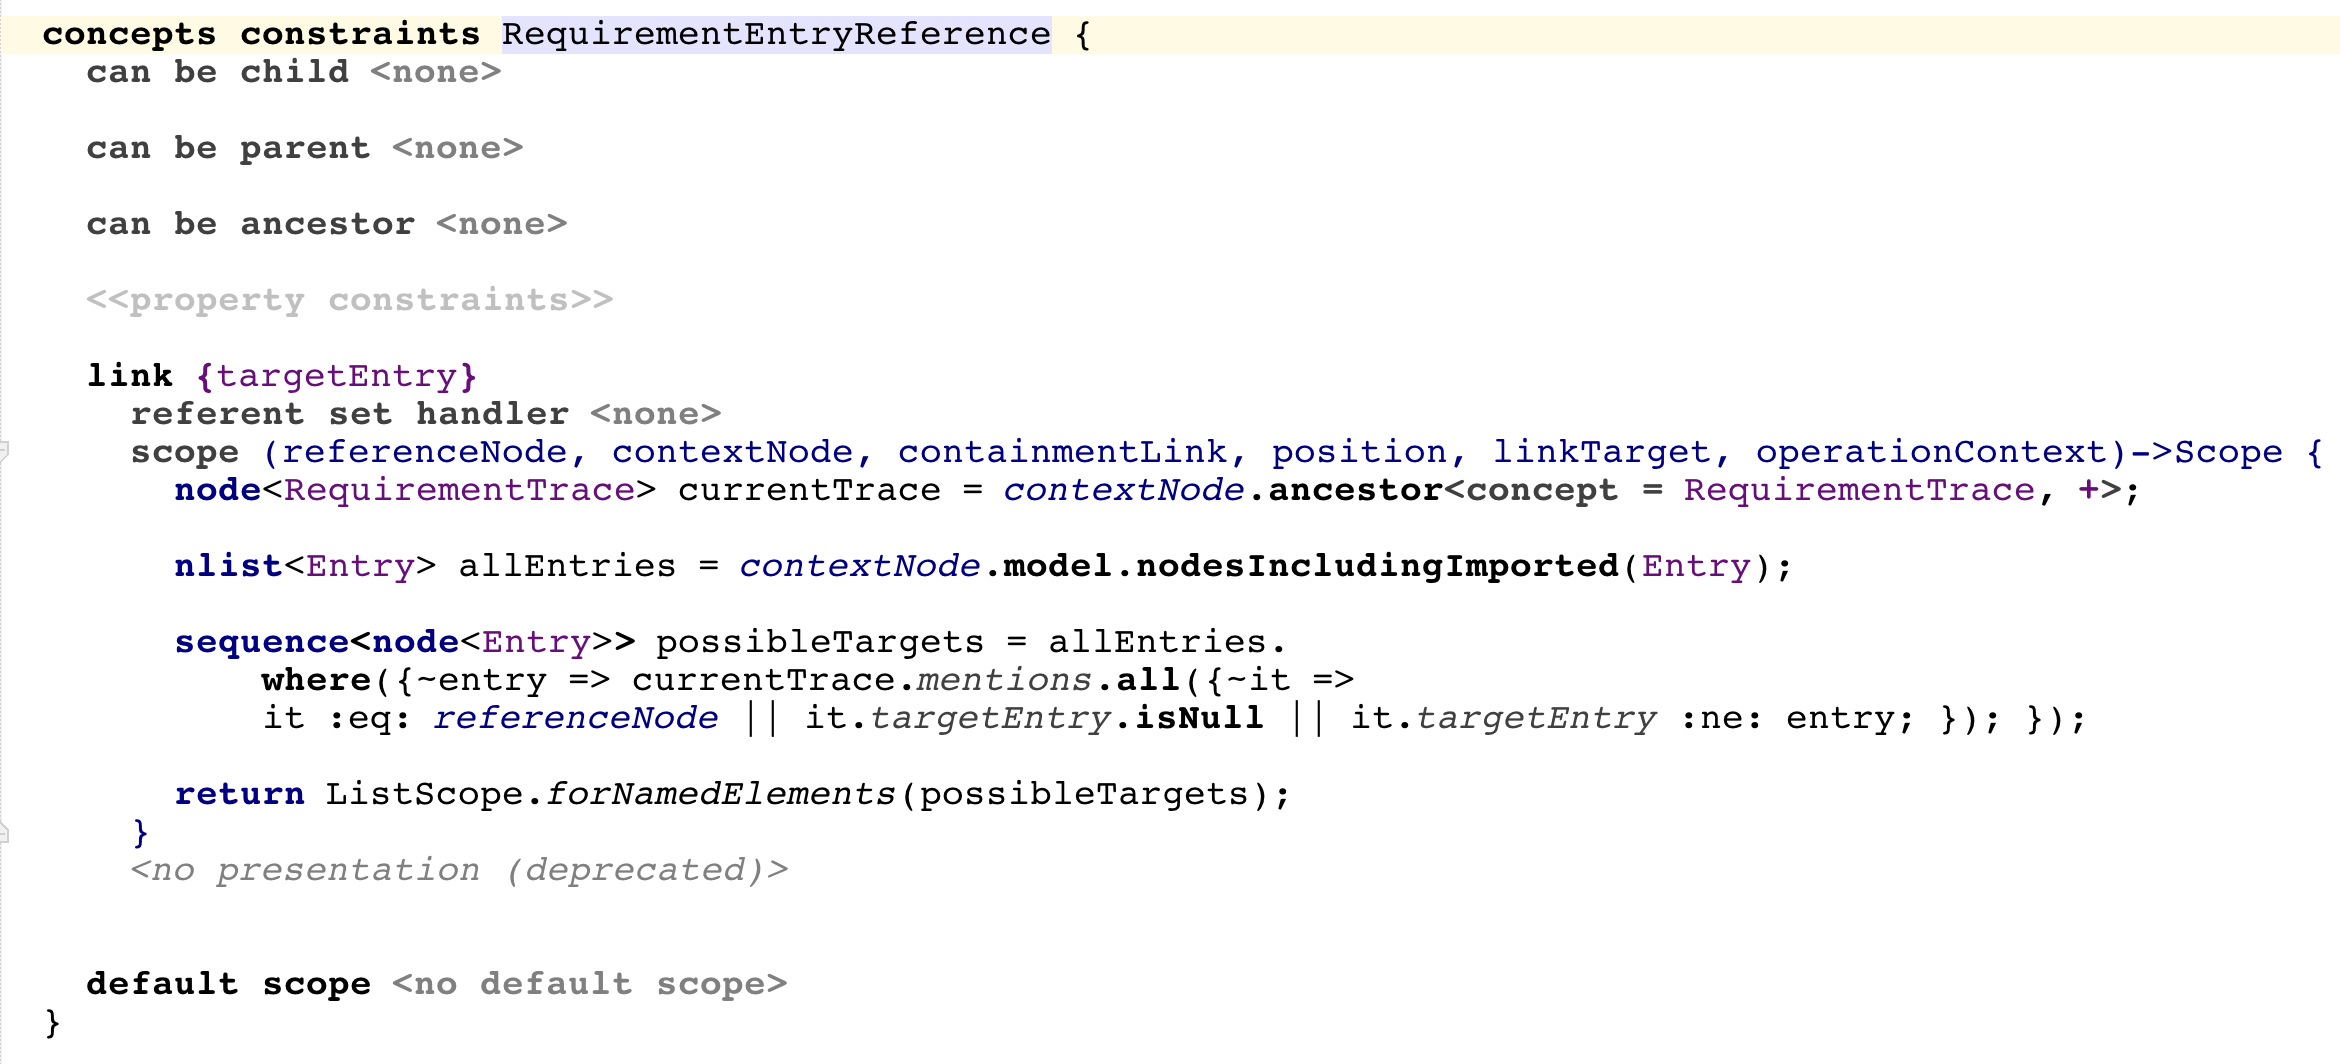 concepts constraints RequirementEntryReference {
can be child <none>
can be parent <none>
can be ancestor <none>
<<property constraints>>
link {targetEntry}
referent set handler <none>
scope (referenceNode, contextNode, containmentLink, position, linkTarget, operationContext)->Scope {
node<RequirementTrace> currentTrace = contextNode.ancestor<concept = RequirementTrace, +>;
nlist<Entry> allEntries = contextNode.model.nodesIncludingImported(Entry);
sequence<node<Entry>> possibleTargets = allEntries.
where({~entry => currentTrace.mentions.all({~it =>
it :eq: referenceNode || it.targetEntry.isNull || it.targetEntry :ne: entry; }); });
return ListScope.forNamedElements(possibleTargets);
}
<no presentation (deprecated)>
default scope <no default scope>
}